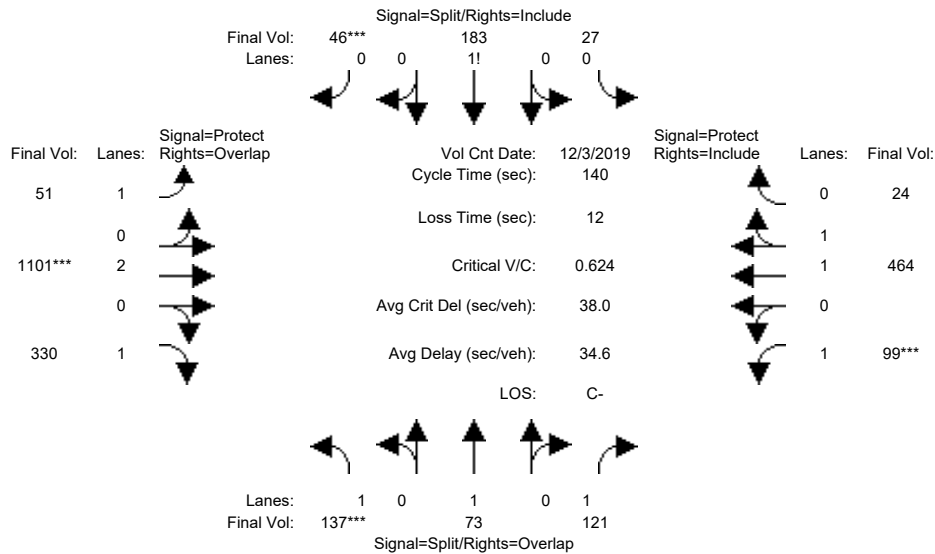 Signal=Split/Rights=Include
Final Vol: 46*** 183 27
Lanes: 0 0 1! 0 0
Signal=Protect Signal=Protect
Final Vol: Lanes: Rights=Overlap Vol Cnt Date: 12/3/2019 Rights=Include Lanes: Final Vol:
Cycle Time (sec): 140
51 1 0 24
Loss Time (sec): 12
0 1
1101*** 2 Critical V/C: 0.624 1 464
0 Avg Crit Del (sec/veh): 38.0 0
330 1 Avg Delay (sec/veh): 34.6 1 99***
LOS: C-
Lanes: 1 0 1 0 1
Final Vol: 137*** 73 121
Signal=Split/Rights=Overlap